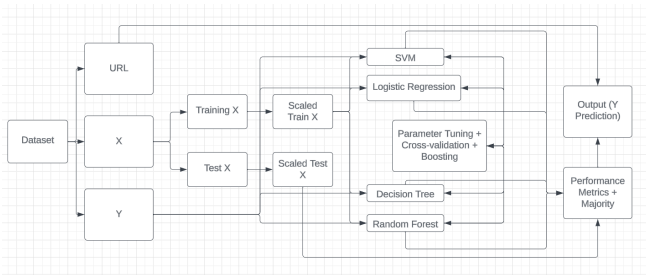 URL
SVM
Logistic Regression
Training X
Scaled
Train X
Output (Y
Prediction)
Dataset
X
Parameter Tuning +
Cross-validation +
Boosting
Test X
Scaled Test
X
Performance
Metrics +
Majority
Y
Decision Tree
Random Forest